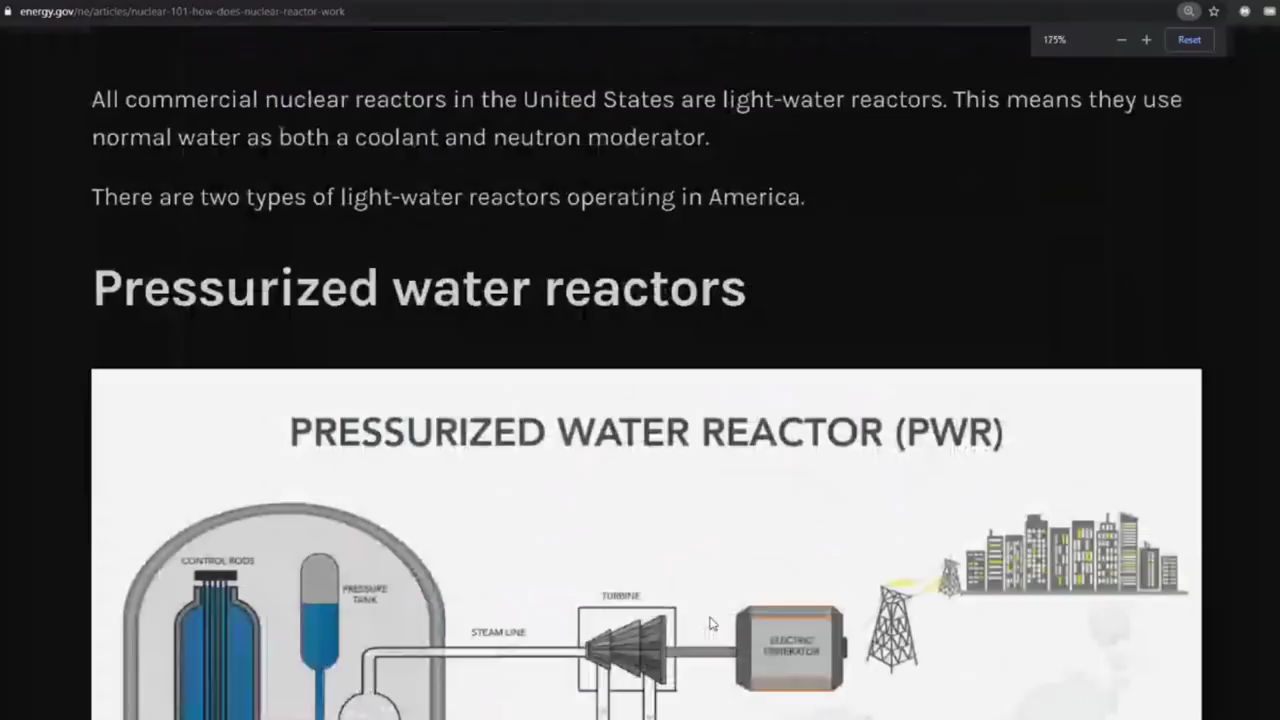 energy.gov/ne/articles/nuclear-101-how-does-nuclear-reactor-work
175%
Reset
All commercial nuclear reactors in the United States are light-water reactors. This means they use
normal water as both a coolant and neutron moderator.
There are two types of light-water reactors operating in America.
Pressurized water reactors
PRESSURIZED WATER REACTOR (PWR)
CONTROL RODS
PRESSURE
TANK
STEAM LINE
TURBINE
ELECTRIC
GENERATOR